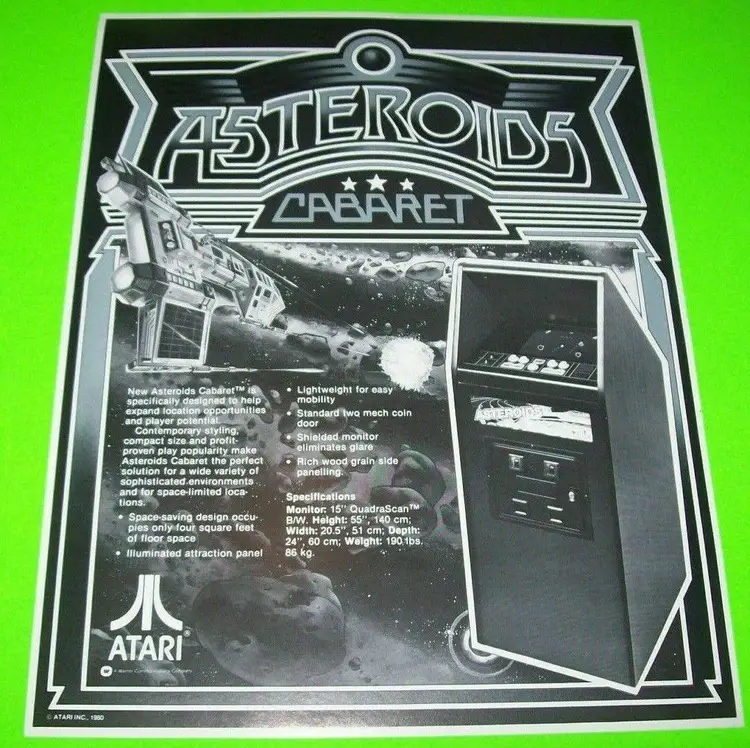 ASTEROIDS
CABARET
New Asteroids Cabaret™ is
specifically designed to help
expand location opportunities
and player potential.
Contemporary styling,
compact size and profit-
proven play popularity make
Asteroids Cabaret the perfect
solution for a wide variety of
sophisticated environments
and for space-limited loca-
tions.
• Space-saving design occu-
pies only four square feet
of floor space
• Illuminated attraction panel
• Lightweight for easy
mobility
• Standard two mech coin
door
• Shielded monitor
eliminates glare
• Rich wood grain side
panelling.
Specifications
Monitor: 15" QuadraScan™
B/W. Height: 55", 140 cm;
Width: 20.5", 51 cm; Depth:
24", 60 cm; Weight: 190 lbs.
86 kg.
ASTEROIDS
ATARI®
A Warner Communications Company
© ATARI INC., 1980